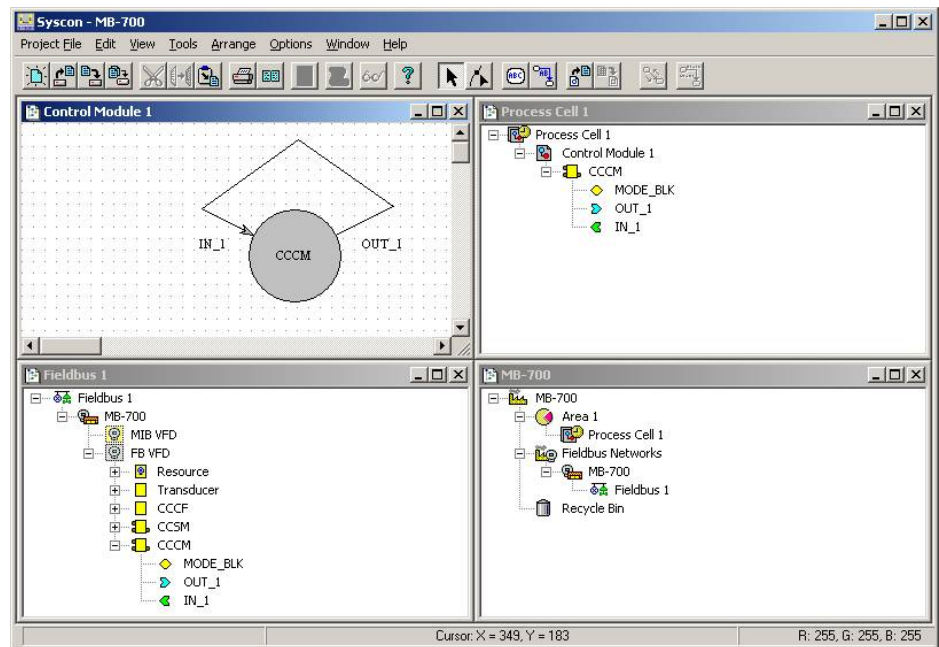 Syscon - MB-700
Project File Edit View Tools Arrange Options Window Help
ABC
AB
Control Module 1
IN_1
CCCM
OUT_1
Process Cell 1
Process Cell 1
Control Module 1
CCCM
MODE_BLK
OUT_1
IN_1
Fieldbus 1
Fieldbus 1
MB-700
MIB VFD
FB VFD
Resource
Transducer
CCCF
CCSM
CCCM
MODE_BLK
OUT_1
IN_1
MB-700
MB-700
Area 1
Process Cell 1
Fieldbus Networks
MB-700
Fieldbus 1
Recycle Bin
Cursor: X = 349, Y = 183
R: 255, G: 255, B: 255